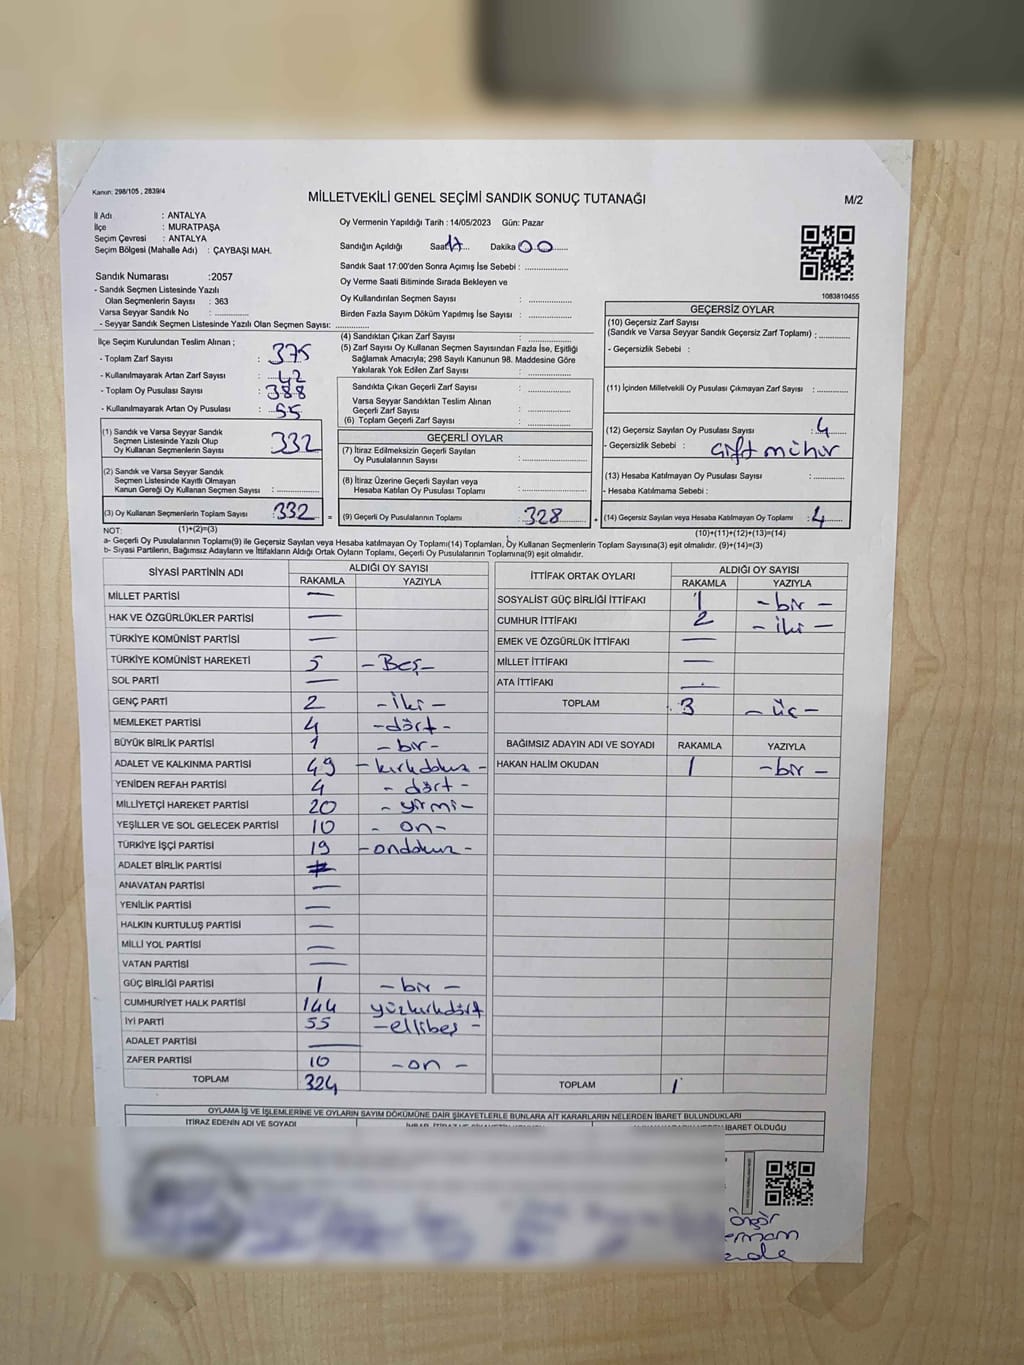 Kanun: 298/105 , 2839/4
MİLLETVEKİLİ GENEL SEÇİMİ SANDIK SONUÇ TUTANAĞI
M/2
İl Adı : ANTALYA
İlçe : MURATPAŞA
Seçim Çevresi : ANTALYA
Seçim Bölgesi (Mahalle Adı) : ÇAYBAŞI MAH.
Sandık Numarası :2057
- Sandık Seçmen Listesinde Yazılı
Olan Seçmenlerin Sayısı : 363
Varsa Seyyar Sandık No : ..............
- Seyyar Sandık Seçmen Listesinde Yazılı Olan Seçmen Sayısı: ..............
İlçe Seçim Kurulundan Teslim Alınan ;
- Toplam Zarf Sayısı : 375
- Kullanılmayarak Artan Zarf Sayısı : 42
- Toplam Oy Pusulası Sayısı : 388
- Kullanılmayarak Artan Oy Pusulası : 55
(1) Sandık ve Varsa Seyyar Sandık
Seçmen Listesinde Yazılı Olup
Oy Kullanan Seçmenlerin Sayısı 332
(2) Sandık ve Varsa Seyyar Sandık
Seçmen Listesinde Kayıtlı Olmayan
Kanun Gereği Oy Kullanan Seçmen Sayısı : ..............
(3) Oy Kullanan Seçmenlerin Toplam Sayısı :332
(1)+(2)=(3)
Oy Vermenin Yapıldığı Tarih : 14/05/2023 Gün: Pazar
Sandığın Açıldığı Saat 17 Dakika 00
Sandık Saat 17:00'den Sonra Açımış İse Sebebi : ..............
Oy Verme Saati Bitiminde Sırada Bekleyen ve
Oy Kullandırılan Seçmen Sayısı : ..............
Birden Fazla Sayım Döküm Yapılmış İse Sayısı : ..............
(4) Sandıktan Çıkan Zarf Sayısı : ..............
(5) Zarf Sayısı Oy Kullanan Seçmen Sayısından Fazla İse, Eşitliği
Sağlamak Amacıyla; 298 Sayılı Kanunun 98. Maddesine Göre
Yakılarak Yok Edilen Zarf Sayısı : ..............
Sandıkta Çıkan Geçerli Zarf Sayısı : ..............
Varsa Seyyar Sandıktan Teslim Alınan
Geçerli Zarf Sayısı : ..............
(6) Toplam Geçerli Zarf Sayısı : ..............
GEÇERLİ OYLAR
(7) İtiraz Edilmeksizin Geçerli Sayılan
Oy Pusulalarının Sayısı : ..............
(8) İtiraz Üzerine Geçerli Sayılan veya
Hesaba Katılan Oy Pusulaları Toplamı : ..............
= (9) Geçerli Oy Pusulalarının Toplamı : 328
1083810455
GEÇERSİZ OYLAR
(10) Geçersiz Zarf Sayısı
(Sandık ve Varsa Seyyar Sandık Geçersiz Zarf Toplamı) : ..............
- Geçersizlik Sebebi :
(11) İçinden Milletvekili Oy Pusulası Çıkmayan Zarf Sayısı : ..............
(12) Geçersiz Sayılan Oy Pusulası Sayısı : 4
- Geçersizlik Sebebi : çift mühür
(13) Hesaba Katılmayan Oy Pusulası Sayısı : ..............
- Hesaba Katılmama Sebebi :
+ (14) Geçersiz Sayılan veya Hesaba Katılmayan Oy Toplamı : 4
(10)+(11)+(12)+(13)=(14)
NOT:
a- Geçerli Oy Pusulaları Toplamı(9) ile Geçersiz Sayılan veya Hesaba katılmayan Oy Toplamı(14) Toplamları, Oy Kullanan Seçmenlerin Toplam Sayısına(3) eşit olmalıdır. (9)+(14)=(3)
b- Siyasi Partilerin, Bağımsız Adayların ve İttifakların Aldığı Ortak Oyların Toplamı, Geçerli Oy Pusulalarının Toplamına(9) eşit olmalıdır.
SİYASİ PARTİNİN ADI ALDIĞI OY SAYISI
RAKAMLA YAZIYLA
MİLLET PARTİSİ —
HAK VE ÖZGÜRLÜKLER PARTİSİ —
TÜRKİYE KOMÜNİST PARTİSİ —
TÜRKİYE KOMÜNİST HAREKETİ 5 - Beş -
SOL PARTİ —
GENÇ PARTİ 2 - iki -
MEMLEKET PARTİSİ 4 - dört -
BÜYÜK BİRLİK PARTİSİ 1 - bir -
ADALET VE KALKINMA PARTİSİ 49 - kırkdokuz -
YENİDEN REFAH PARTİSİ 4 - dört -
MİLLİYETÇİ HAREKET PARTİSİ 20 - yirmi -
YEŞİLLER VE SOL GELECEK PARTİSİ 10 - on -
TÜRKİYE İŞÇİ PARTİSİ 19 - ondokuz -
ADALET BİRLİK PARTİSİ
ANAVATAN PARTİSİ —
YENİLİK PARTİSİ —
HALKIN KURTULUŞ PARTİSİ —
MİLLİ YOL PARTİSİ —
VATAN PARTİSİ —
GÜÇ BİRLİĞİ PARTİSİ 1 - bir -
CUMHURİYET HALK PARTİSİ 144 yüzkırkdört
İYİ PARTİ 55 - ellibeş -
ADALET PARTİSİ —
ZAFER PARTİSİ 10 - on -
TOPLAM 324
İTTİFAK ORTAK OYLARI ALDIĞI OY SAYISI
RAKAMLA YAZIYLA
SOSYALİST GÜÇ BİRLİĞİ İTTİFAKI 1 - bir -
CUMHUR İTTİFAKI 2 - iki -
EMEK VE ÖZGÜRLÜK İTTİFAKI —
MİLLET İTTİFAKI —
ATA İTTİFAKI —
TOPLAM 3 - üç -
BAĞIMSIZ ADAYIN ADI VE SOYADI RAKAMLA YAZIYLA
HAKAN HALİM OKUDAN 1 - bir -
TOPLAM 1
OYLAMA İŞ VE İŞLEMLERİNE VE OYLARIN SAYIM DÖKÜMÜNE DAİR ŞİKAYETLERLE BUNLARA AİT KARARLARIN NELERDEN İBARET BULUNDUKLARI
İTİRAZ EDENİN ADI VE SOYADI
İBARET OLDUĞU